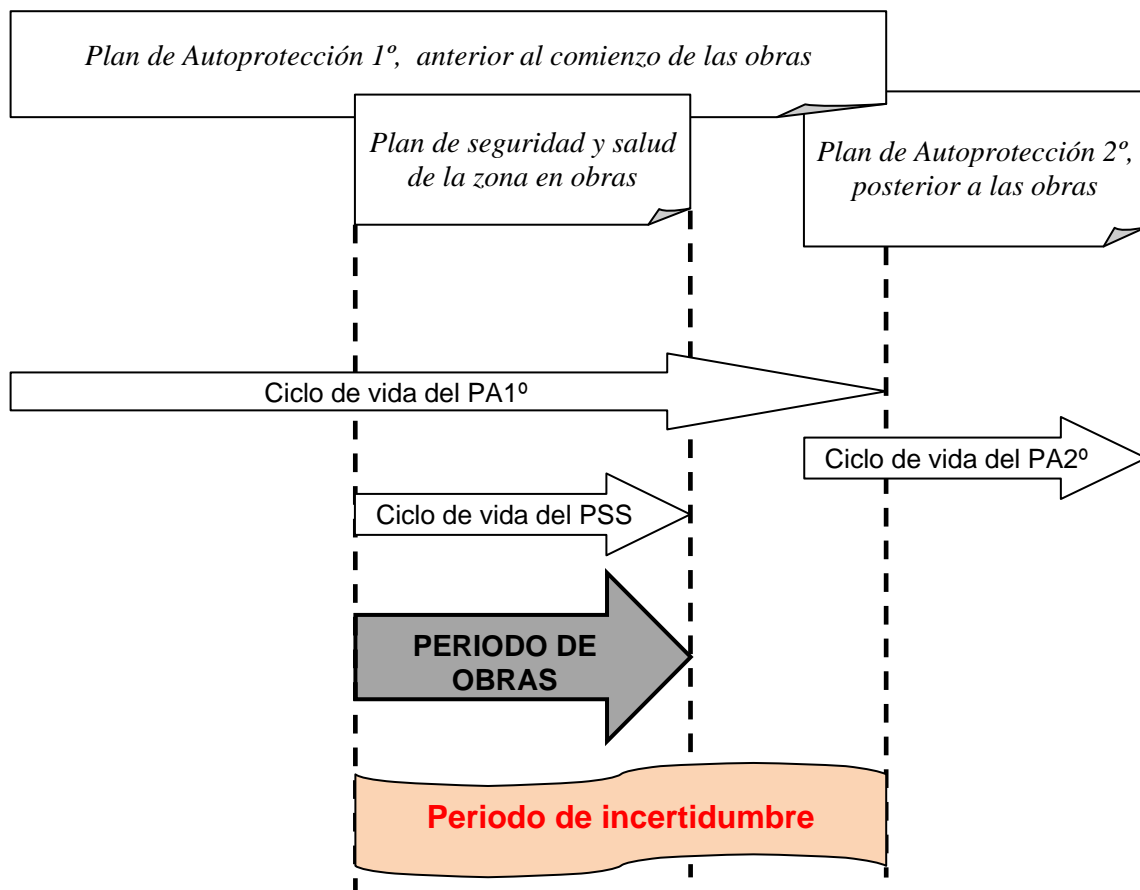 Plan de Autoprotección 1º, anterior al comienzo de las obras
Plan de seguridad y salud
de la zona en obras
Plan de Autoprotección 2º,
posterior a las obras
Ciclo de vida del PA1º
Ciclo de vida del PA2º
Ciclo de vida del PSS
PERIODO DE
OBRAS
Periodo de incertidumbre